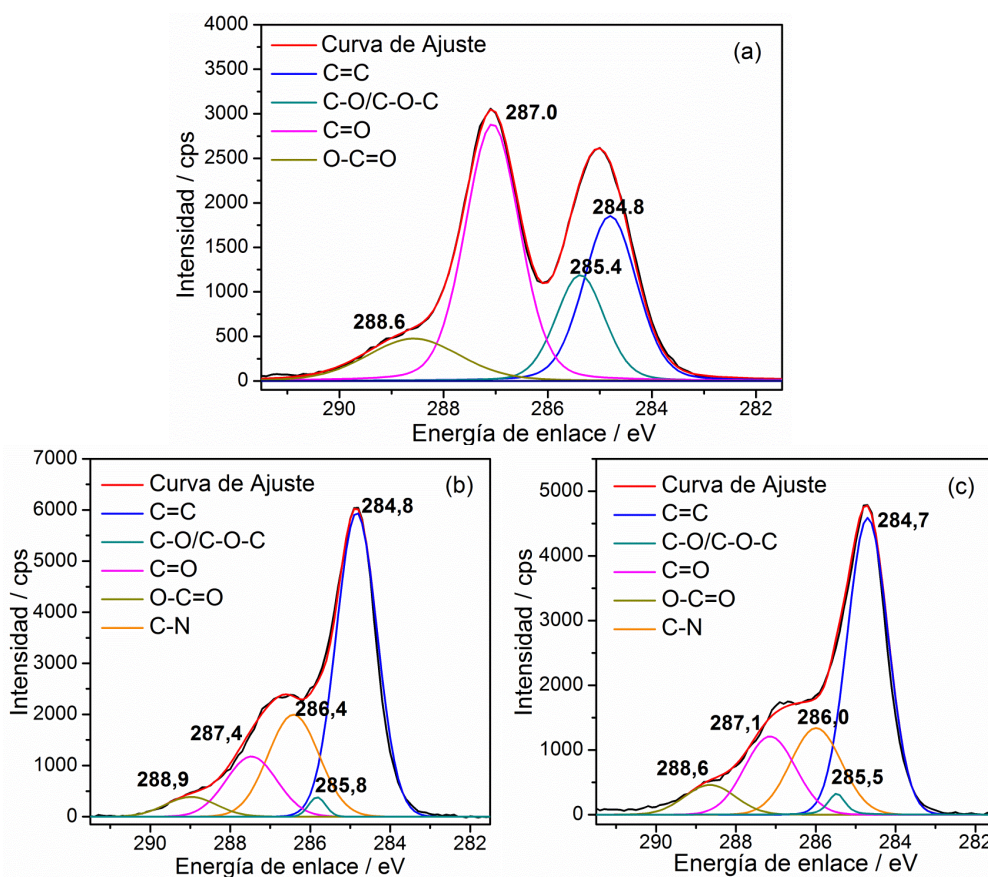 4000
3500
3000
2500
2000
1500
1000
500
0
Intensidad / cps
Curva de Ajuste
C=C
C-O/C-O-C
C=O
O-C=O
(a)
287.0
284.8
285.4
288.6
290 288 286 284 282
Energía de enlace / eV
7000
6000
5000
4000
3000
2000
1000
0
Intensidad / cps
Curva de Ajuste
C=C
C-O/C-O-C
C=O
O-C=O
C-N
(b)
284,8
286,4
287,4
285,8
288,9
290 288 286 284 282
Energía de enlace / eV
5000
4000
3000
2000
1000
0
Intensidad / cps
Curva de Ajuste
C=C
C-O/C-O-C
C=O
O-C=O
C-N
(c)
284,7
287,1
286,0
288,6
285,5
290 288 286 284 282
Energía de enlace / eV